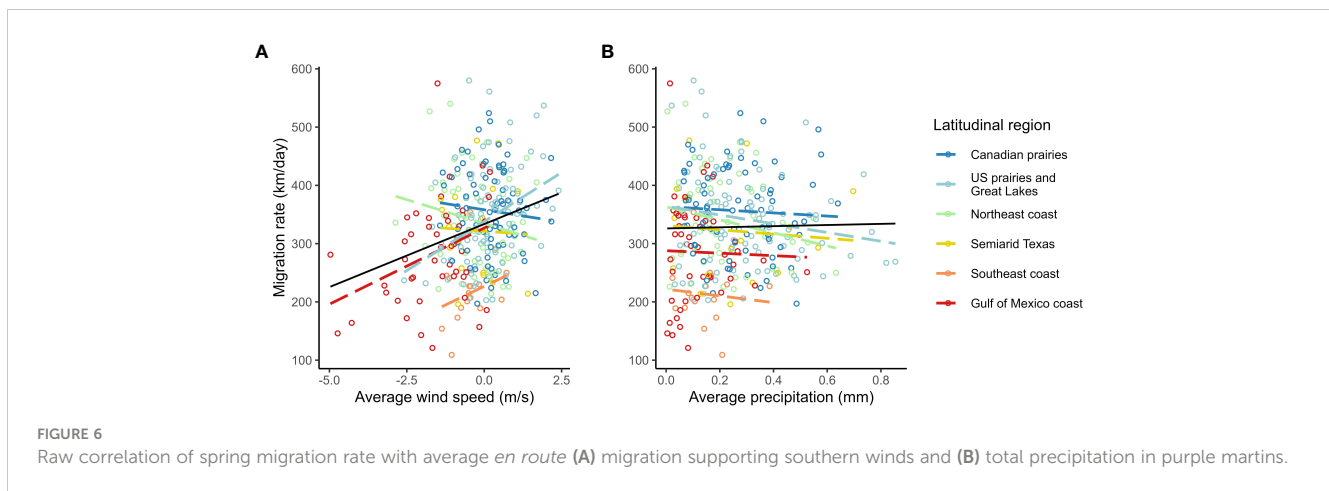 A
B
600
500
400
300
200
100
Migration rate (km/day)
-5.0
-2.5
0.0
2.5
Average wind speed (m/s)
0.0
0.2
0.4
0.6
0.8
Average precipitation (mm)
Latitudinal region
Canadian prairies
US prairies and
Great Lakes
Northeast coast
Semiarid Texas
Southeast coast
Gulf of Mexico coast
FIGURE 6
Raw correlation of spring migration rate with average en route (A) migration supporting southern winds and (B) total precipitation in purple martins.